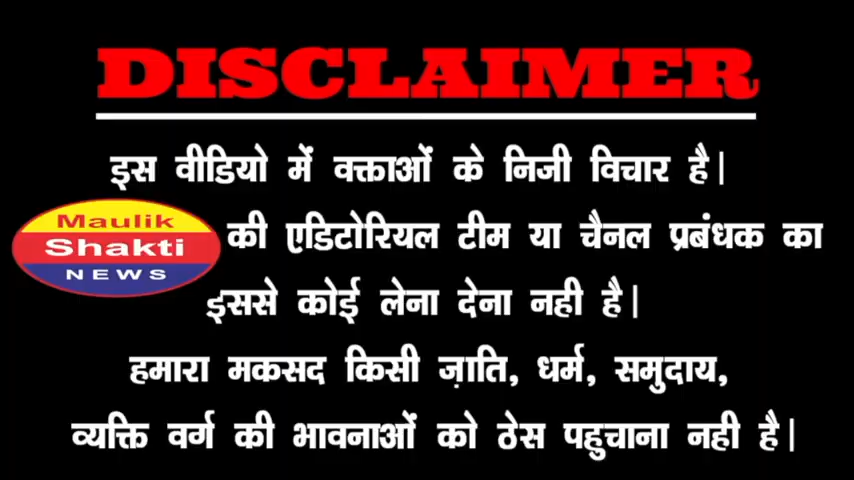 DISCLAIMER
इस वीडियो में वक्ताओं के निजी विचार है|
Maulik
Shakti
NEWS
की एडिटोरियल टीम या चैनल प्रबंधक का
इससे कोई लेना देना नही है|
हमारा मकसद किसी ज़ाति, धर्म, समुदाय,
व्यक्ति वर्ग की भावनाओं को ठेस पहुचाना नही है|